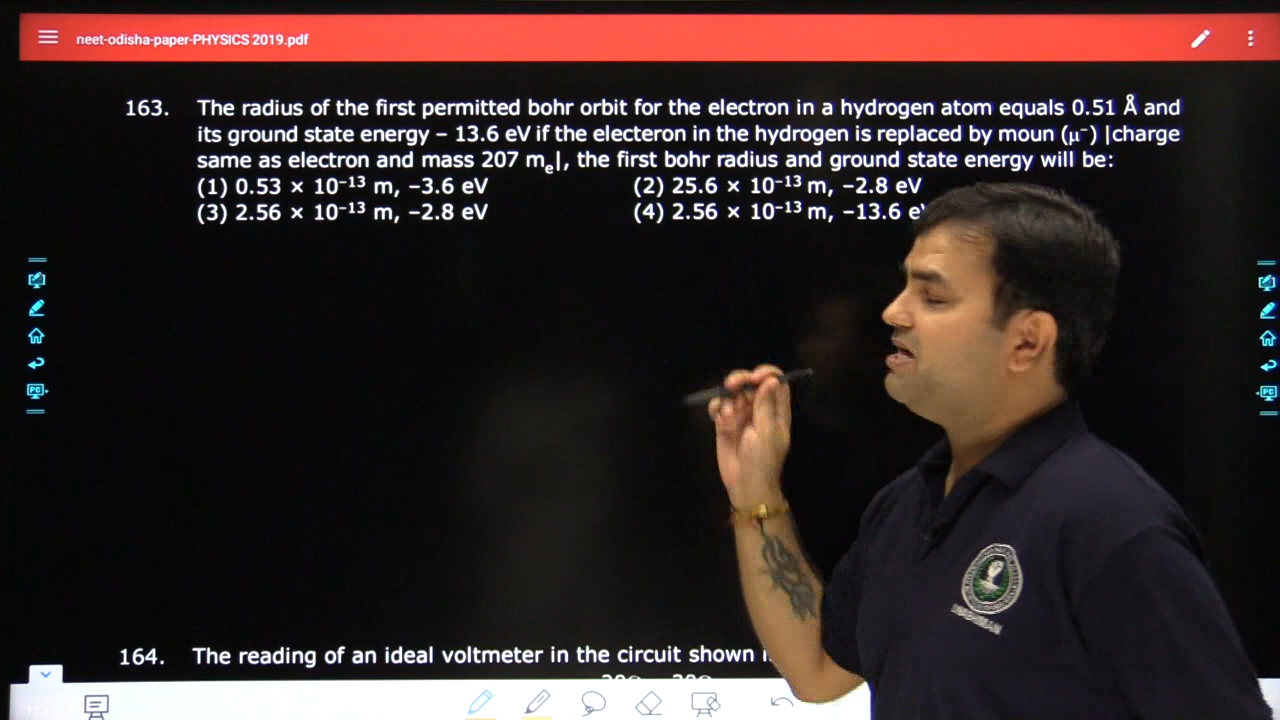 neet-odisha-paper-PHYSICS 2019.pdf
163. The radius of the first permitted bohr orbit for the electron in a hydrogen atom equals 0.51 Å and
its ground state energy – 13.6 eV if the electeron in the hydrogen is replaced by moun (μ⁻) |charge
same as electron and mass 207 mₑ|, the first bohr radius and ground state energy will be:
(1) 0.53 × 10⁻¹³ m, –3.6 eV (2) 25.6 × 10⁻¹³ m, –2.8 eV
(3) 2.56 × 10⁻¹³ m, –2.8 eV (4) 2.56 × 10⁻¹³ m, –13.6 e
PC
PC
164. The reading of an ideal voltmeter in the circuit shown